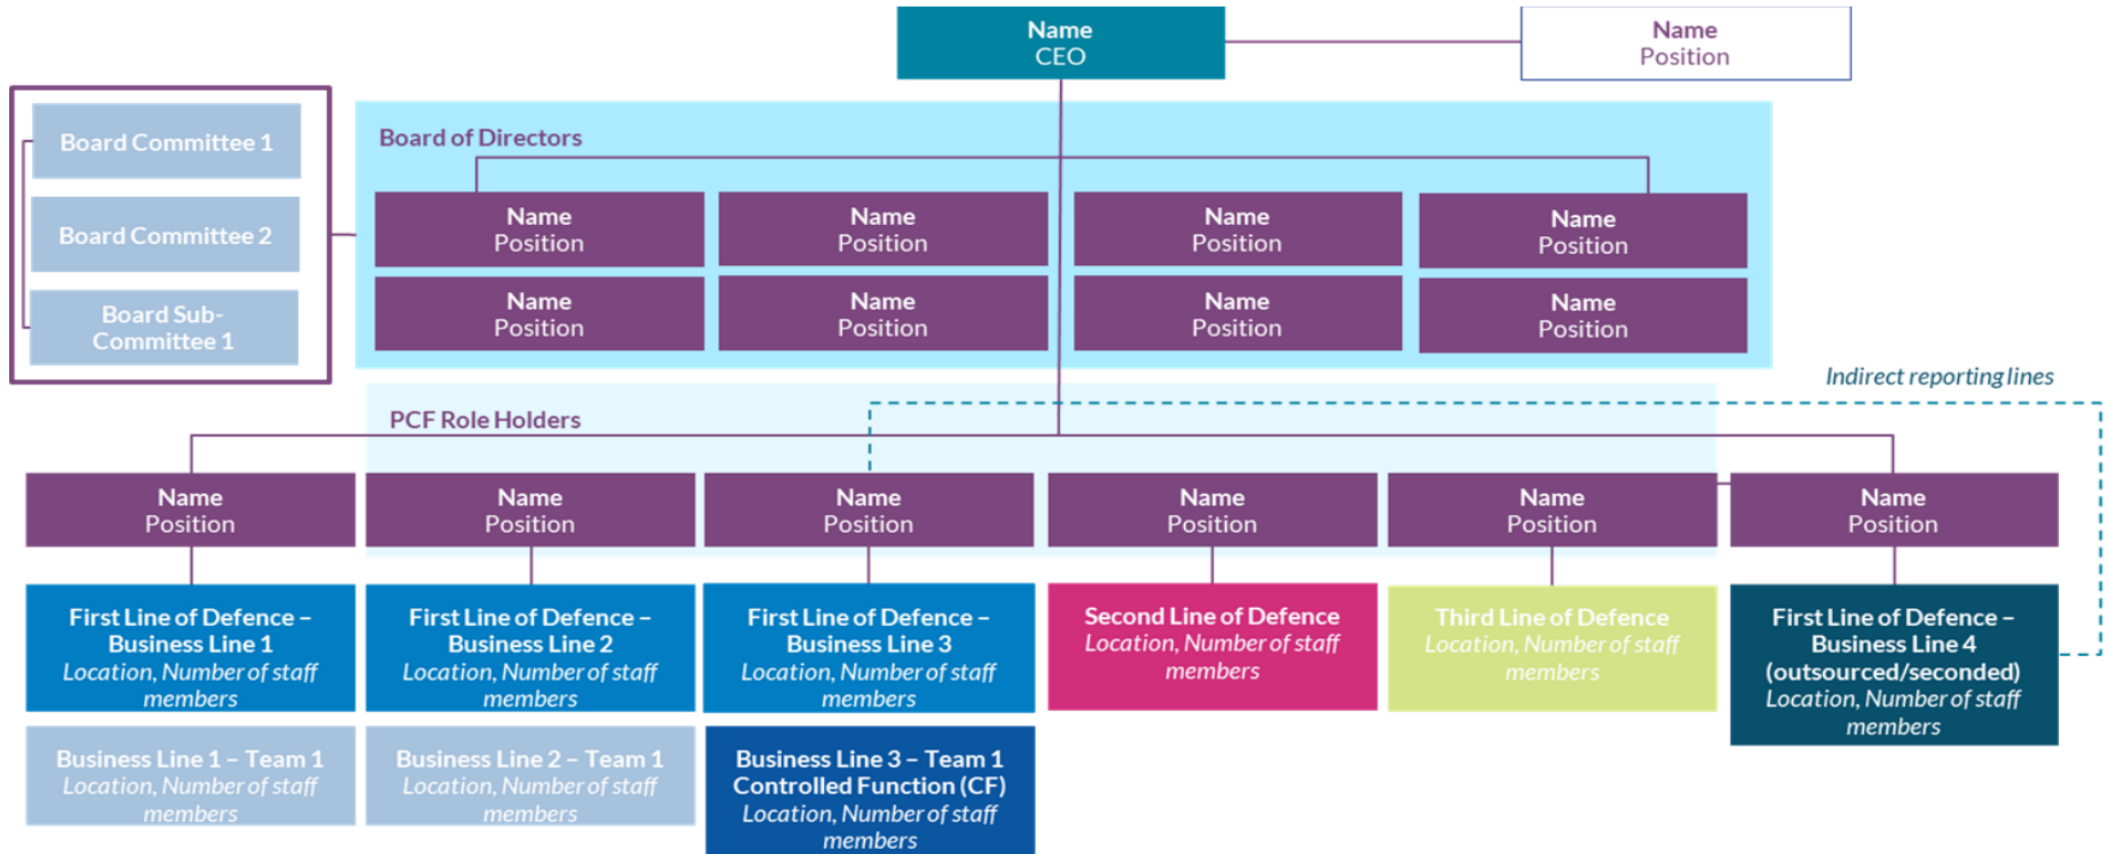 Name
CEO
Name
Position
Board Committee 1
Board Committee 2
Board Sub-
Committee 1
Board of Directors
Name
Position
Name
Position
Name
Position
Name
Position
Name
Position
Name
Position
Name
Position
Name
Position
Indirect reporting lines
PCF Role Holders
Name
Position
Name
Position
Name
Position
Name
Position
Name
Position
Name
Position
First Line of Defence –
Business Line 1
Location, Number of staff
members
First Line of Defence –
Business Line 2
Location, Number of staff
members
First Line of Defence –
Business Line 3
Location, Number of staff
members
Second Line of Defence
Location, Number of staff
members
Third Line of Defence
Location, Number of staff
members
First Line of Defence –
Business Line 4
(outsourced/seconded)
Location, Number of staff
members
Business Line 1 – Team 1
Location, Number of staff
members
Business Line 2 – Team 1
Location, Number of staff
members
Business Line 3 – Team 1
Controlled Function (CF)
Location, Number of staff
members